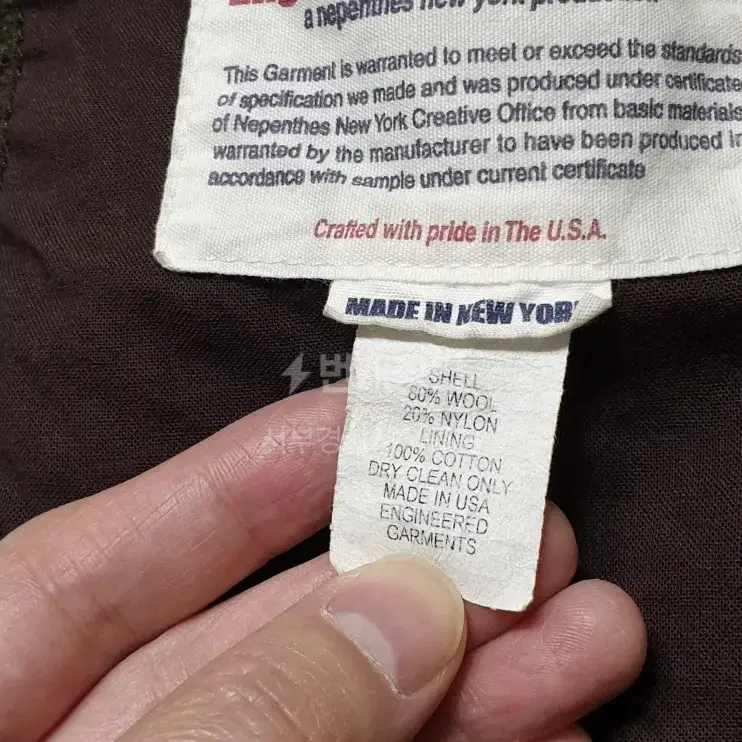 a nepenthes new york production
This Garment is warranted to meet or exceed the standards
of specification we made and was produced under certificate
of Nepenthes New York Creative Office from basic materials
warranted by the manufacturer to have been produced in
accordance with sample under current certificate
Crafted with pride in The U.S.A.
MADE IN NEW YORK
SHELL
80% WOOL
20% NYLON
LINING
100% COTTON
DRY CLEAN ONLY
MADE IN USA
ENGINEERED
GARMENTS